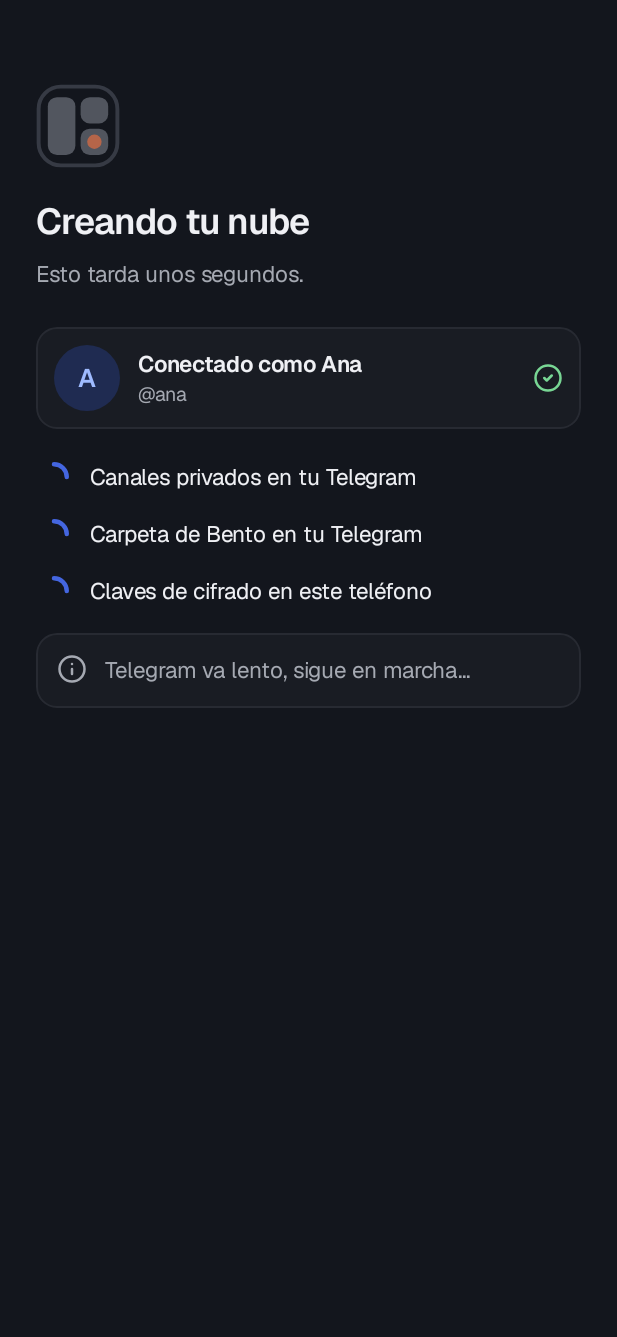 Creando tu nube
Esto tarda unos segundos.
A
Conectado como Ana
@ana
Canales privados en tu Telegram
Carpeta de Bento en tu Telegram
Claves de cifrado en este teléfono
Telegram va lento, sigue en marcha…